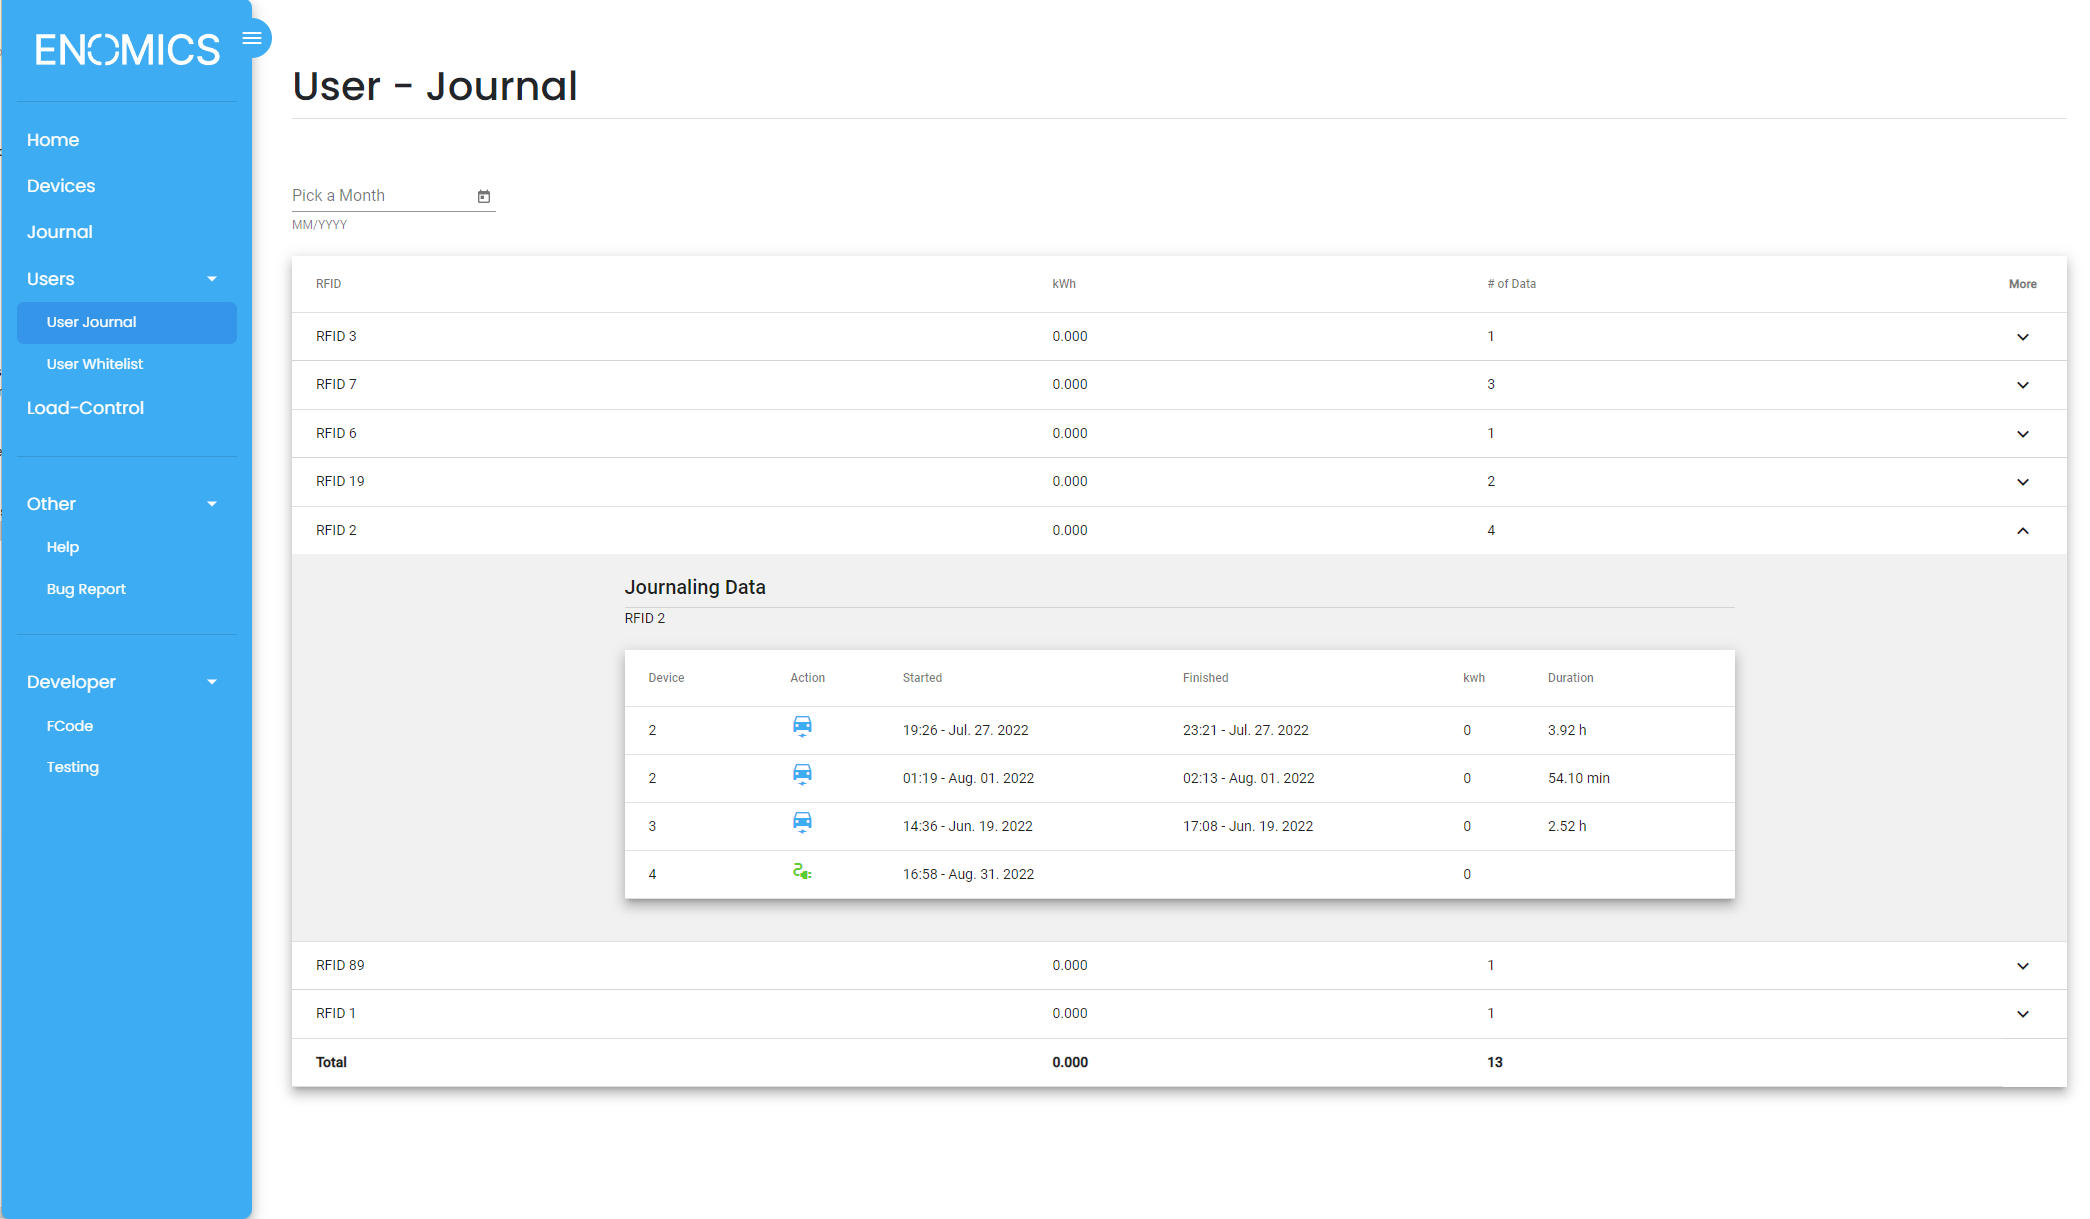 ENOMICS
Home
Devices
Journal
Users
User Journal
User Whitelist
Load-Control
Other
Help
Bug Report
Developer
FCode
Testing
User - Journal
Pick a Month
MM/YYYY
RFID kWh # of Data More
RFID 3 0.000 1
RFID 7 0.000 3
RFID 6 0.000 1
RFID 19 0.000 2
RFID 2 0.000 4
Journaling Data
RFID 2
Device Action Started Finished kwh Duration
2 19:26 - Jul. 27. 2022 23:21 - Jul. 27. 2022 0 3.92 h
2 01:19 - Aug. 01. 2022 02:13 - Aug. 01. 2022 0 54.10 min
3 14:36 - Jun. 19. 2022 17:08 - Jun. 19. 2022 0 2.52 h
4 16:58 - Aug. 31. 2022 0
RFID 89 0.000 1
RFID 1 0.000 1
Total 0.000 13